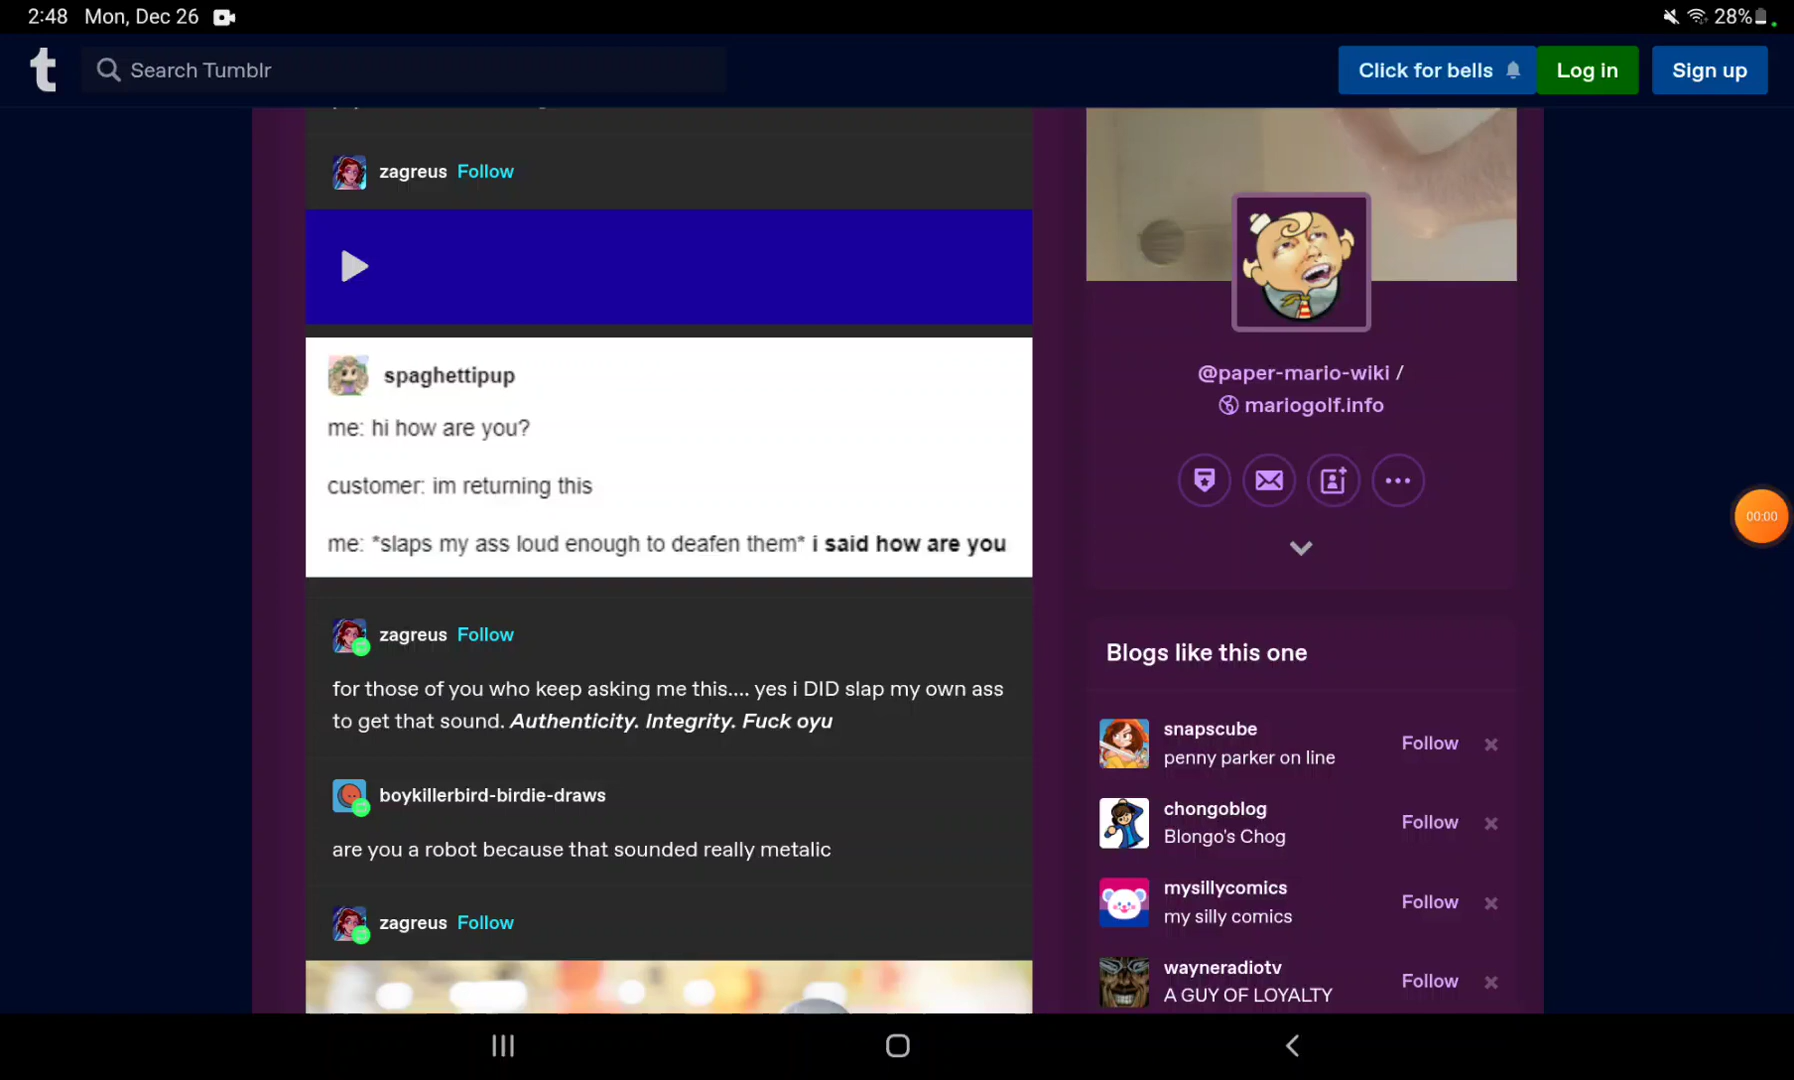 2:48 Mon, Dec 26
28%
t Search Tumblr
Click for bells
Log in
Sign up
zagreus Follow
spaghettipup
me: hi how are you?
customer: im returning this
me: *slaps my ass loud enough to deafen them* i said how are you
zagreus Follow
for those of you who keep asking me this.... yes i DID slap my own ass
to get that sound. Authenticity. Integrity. Fuck oyu
boykillerbird-birdie-draws
are you a robot because that sounded really metalic
zagreus Follow
@paper-mario-wiki /
mariogolf.info
Blogs like this one
snapscube
penny parker on line
Follow
chongoblog
Blongo's Chog
Follow
mysillycomics
my silly comics
Follow
wayneradiotv
A GUY OF LOYALTY
Follow
00:00